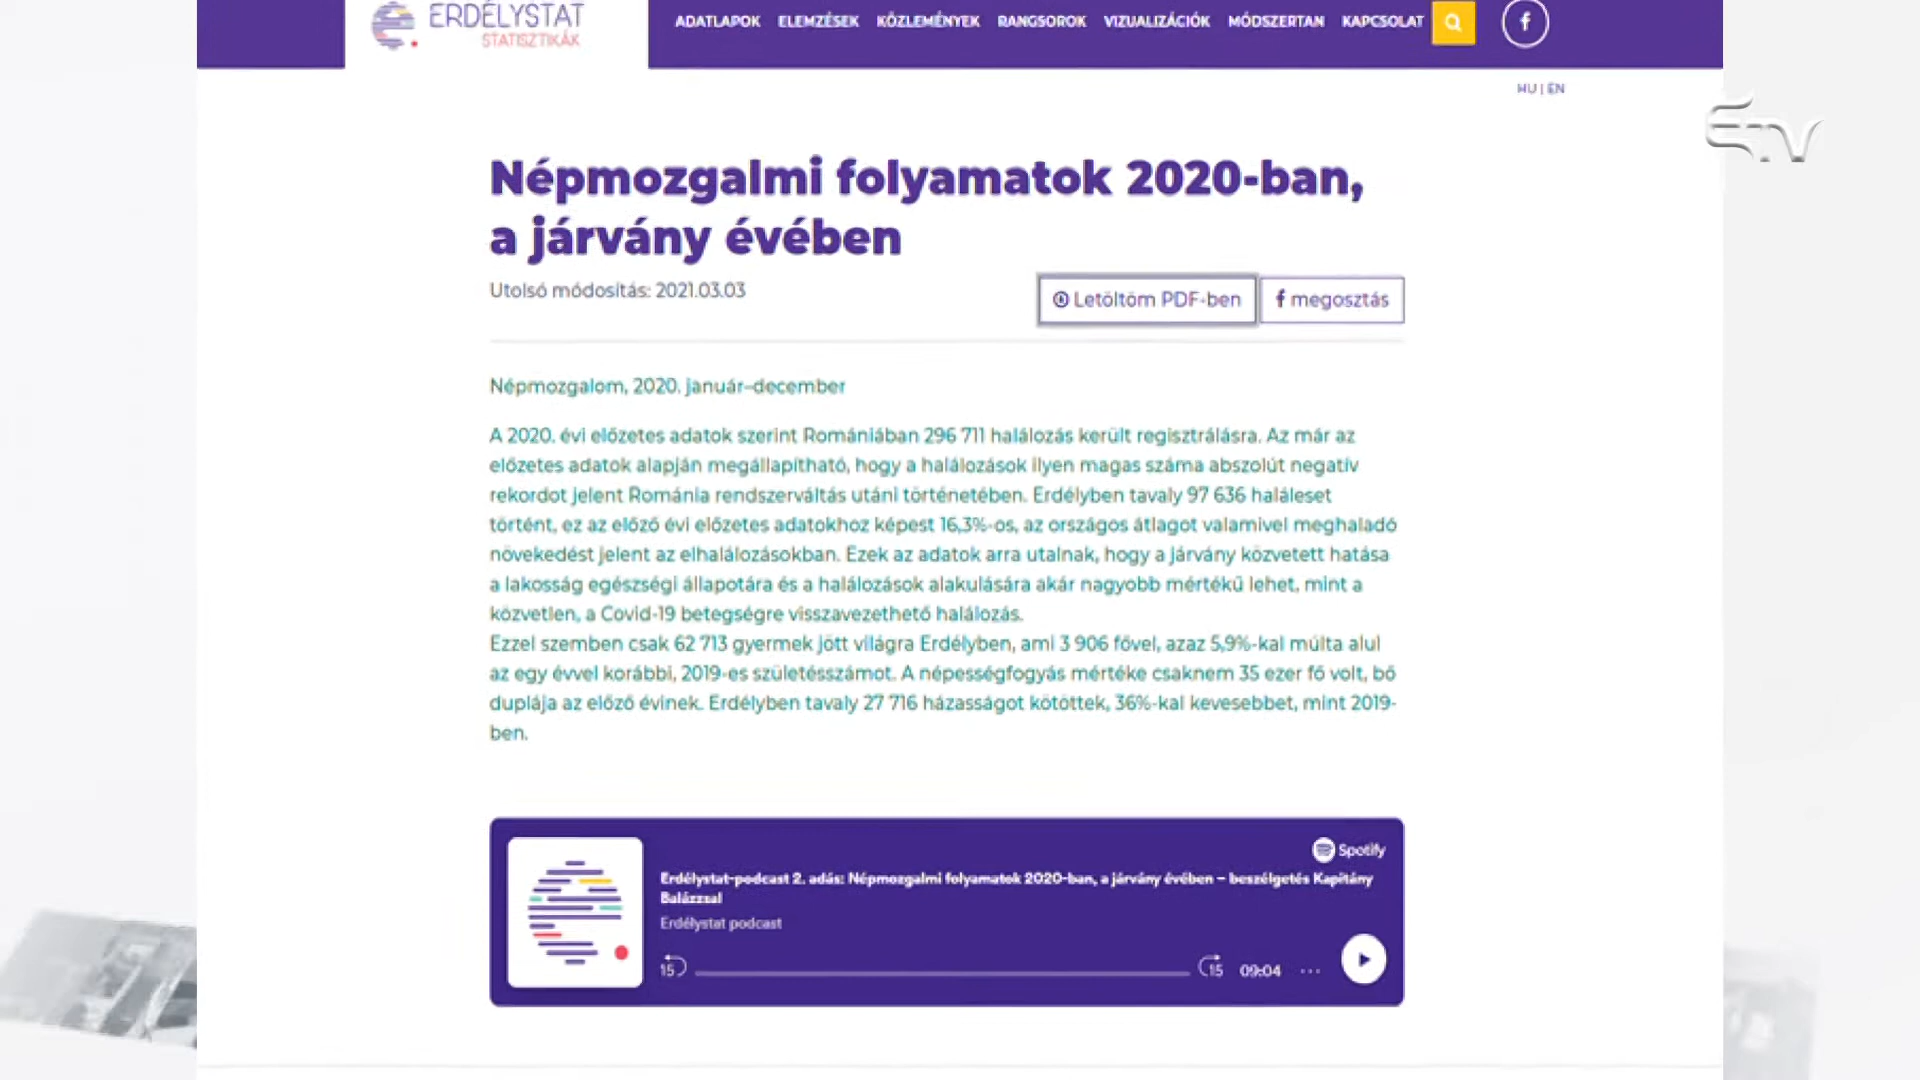 ERDÉLYSTAT
STATISZTIKÁK
ADATLAPOK ELEMZÉSEK KÖZLEMÉNYEK RANGSOROK VIZUALIZÁCIÓK MÓDSZERTAN KAPCSOLAT
HU | EN
ETV
Népmozgalmi folyamatok 2020-ban,
a járvány évében
Utolsó módosítás: 2021.03.03
Letöltöm PDF-ben
megosztás
Népmozgalom, 2020. január–december
A 2020. évi előzetes adatok szerint Romániában 296 711 halálozás került regisztrálásra. Az már az
előzetes adatok alapján megállapítható, hogy a halálozások ilyen magas száma abszolút negatív
rekordot jelent Románia rendszerváltás utáni történetében. Erdélyben tavaly 97 636 haláleset
történt, ez az előző évi előzetes adatokhoz képest 16,3%-os, az országos átlagot valamivel meghaladó
növekedést jelent az elhalálozásokban. Ezek az adatok arra utalnak, hogy a járvány közvetett hatása
a lakosság egészségi állapotára és a halálozások alakulására akár nagyobb mértékű lehet, mint a
közvetlen, a Covid-19 betegségre visszavezethető halálozás.
Ezzel szemben csak 62 713 gyermek jött világra Erdélyben, ami 3 906 fővel, azaz 5,9%-kal múlta alul
az egy évvel korábbi, 2019-es születésszámot. A népességfogyás mértéke csaknem 35 ezer fő volt, bő
duplája az előző évinek. Erdélyben tavaly 27 716 házasságot kötöttek, 36%-kal kevesebbet, mint 2019-
ben.
Spotify
Erdélystat-podcast 2. adás: Népmozgalmi folyamatok 2020-ban, a járvány évében – beszélgetés Kapitány
Balázzsal
Erdélystat podcast
15 15 09:04